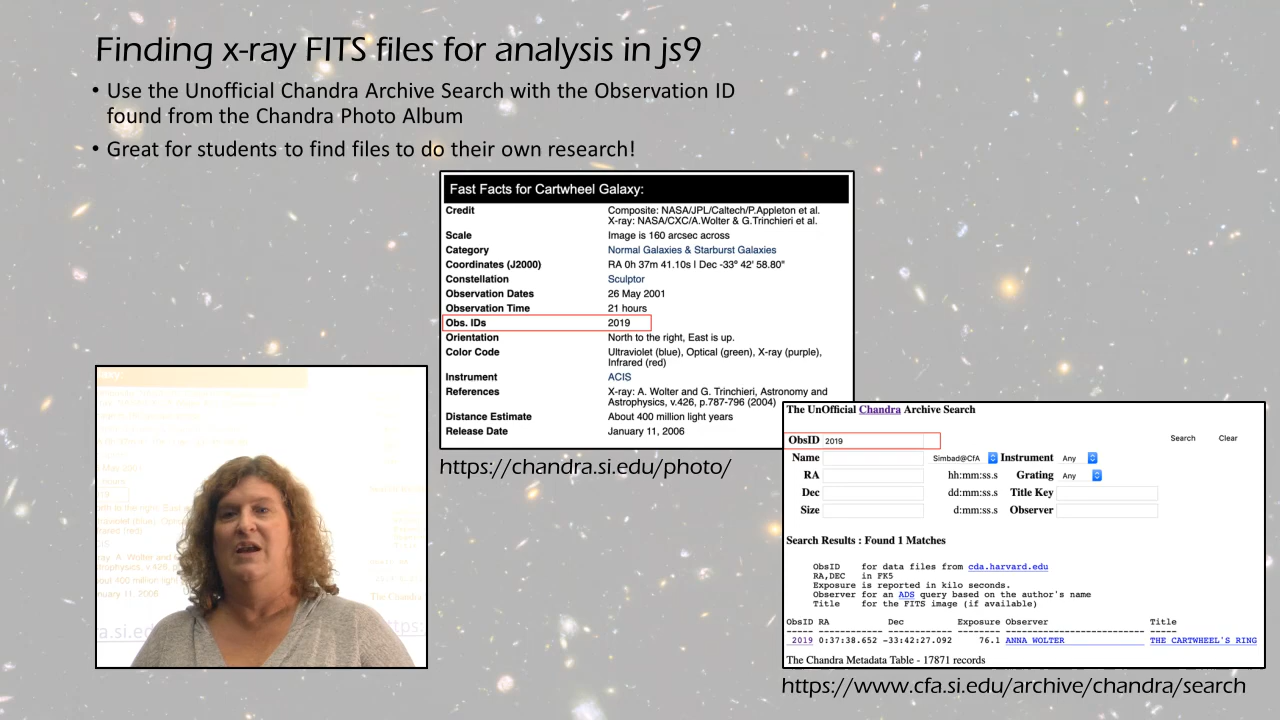 Finding x-ray FITS files for analysis in js9
• Use the Unofficial Chandra Archive Search with the Observation ID
found from the Chandra Photo Album
• Great for students to find files to do their own research!
Fast Facts for Cartwheel Galaxy:
Credit Composite: NASA/JPL/Caltech/P.Appleton et al.
X-ray: NASA/CXC/A.Wolter & G.Trinchieri et al.
Scale Image is 160 arcsec across
Category Normal Galaxies & Starburst Galaxies
Coordinates (J2000) RA 0h 37m 41.10s | Dec -33º 42' 58.80"
Constellation Sculptor
Observation Dates 26 May 2001
Observation Time 21 hours
Obs. IDs 2019
Orientation North to the right, East is up.
Color Code Ultraviolet (blue), Optical (green), X-ray (purple),
Infrared (red)
Instrument ACIS
References X-ray: A. Wolter and G. Trinchieri, Astronomy and
Astrophysics, v.426, p.787-796 (2004)
Distance Estimate About 400 million light years
Release Date January 11, 2006
https://chandra.si.edu/photo/
The UnOfficial Chandra Archive Search
ObsID 2019 Search Clear
Name Simbad@CfA Instrument Any
RA hh:mm:ss.s Grating Any
Dec dd:mm:ss.s Title Key
Size d:mm:ss.s Observer
Search Results : Found 1 Matches
ObsID for data files from cda.harvard.edu
RA,DEC in FK5
Exposure is reported in kilo seconds.
Observer for an ADS query based on the author's name
Title for the FITS image (if available)
ObsID RA Dec Exposure Observer Title
2019 0:37:38.652 -33:42:27.092 76.1 ANNA WOLTER THE CARTWHEEL'S RING
The Chandra Metadata Table - 17871 records
https://www.cfa.si.edu/archive/chandra/search